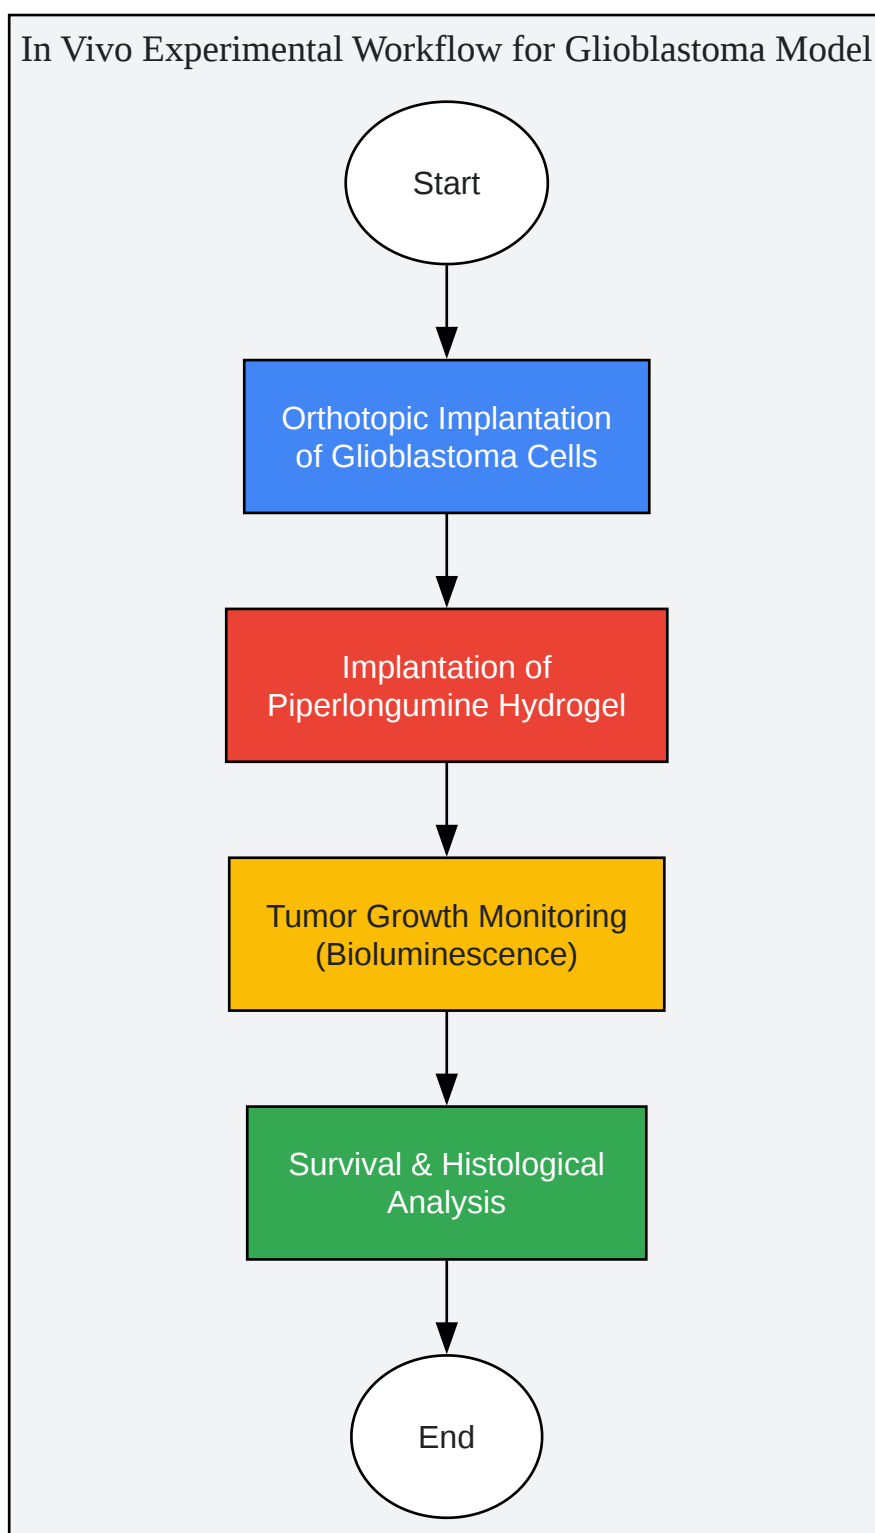 In Vivo Experimental Workflow for Glioblastoma Model
Start
Orthotopic Implantation
of Glioblastoma Cells
Implantation of
Piperlongumine Hydrogel
Tumor Growth Monitoring
(Bioluminescence)
Survival & Histological
Analysis
End